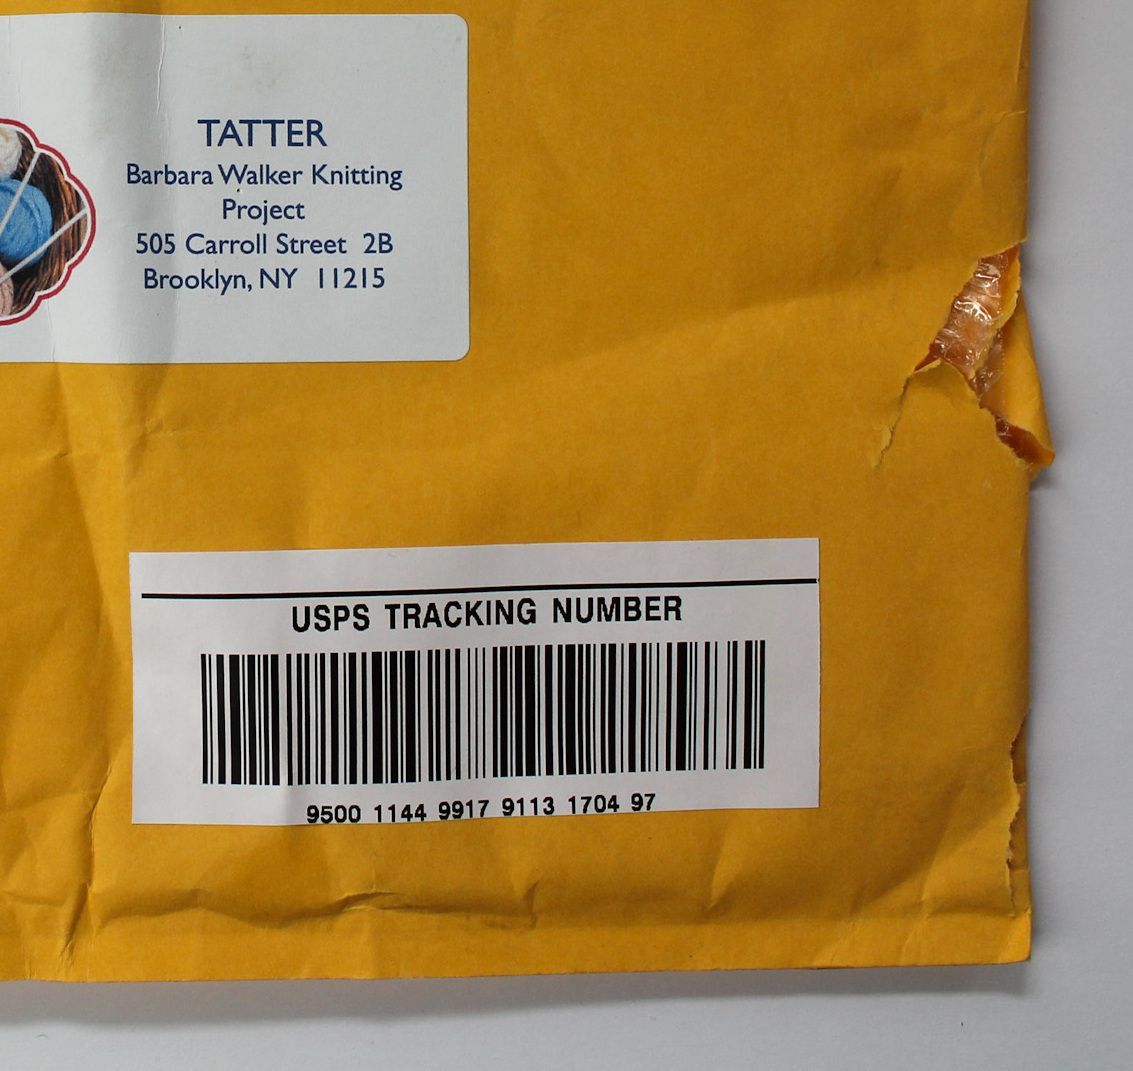 TATTER
Barbara Walker Knitting
Project
505 Carroll Street 2B
Brooklyn, NY 11215
USPS TRACKING NUMBER
9500 1144 9917 9113 1704 97